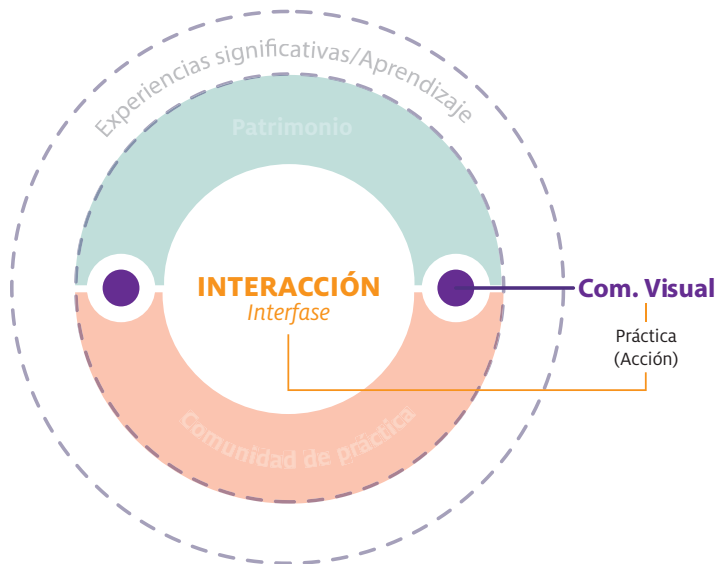 Experiencias significativas/Aprendizaje
Patrimonio
INTERACCIÓN
Interfase
Com. Visual
Práctica
(Acción)
Comunidad de práctica